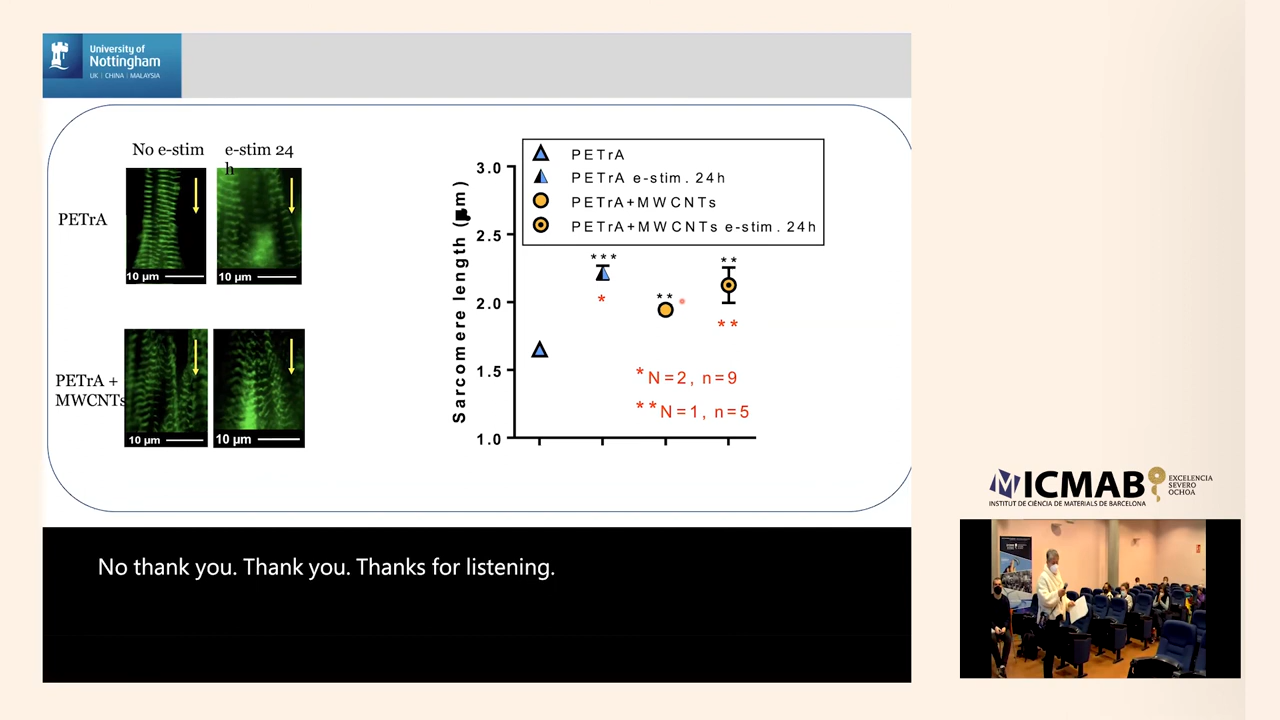 University of
Nottingham
UK | CHINA | MALAYSIA
No e-stim
e-stim 24
h
PETrA
10 µm
10 µm
PETrA +
MWCNTs
10 µm
10 µm
PETrA
PETrA e-stim. 24h
PETrA+MWCNTs
PETrA+MWCNTs e-stim. 24h
Sarcomere length (µm)
3.0
2.5
2.0
1.5
1.0
***
*
**
**
**
*N=2, n=9
**N=1, n=5
No thank you. Thank you. Thanks for listening.
ICMAB
INSTITUT DE CIÈNCIA DE MATERIALS DE BARCELONA
EXCELENCIA
SEVERO
OCHOA